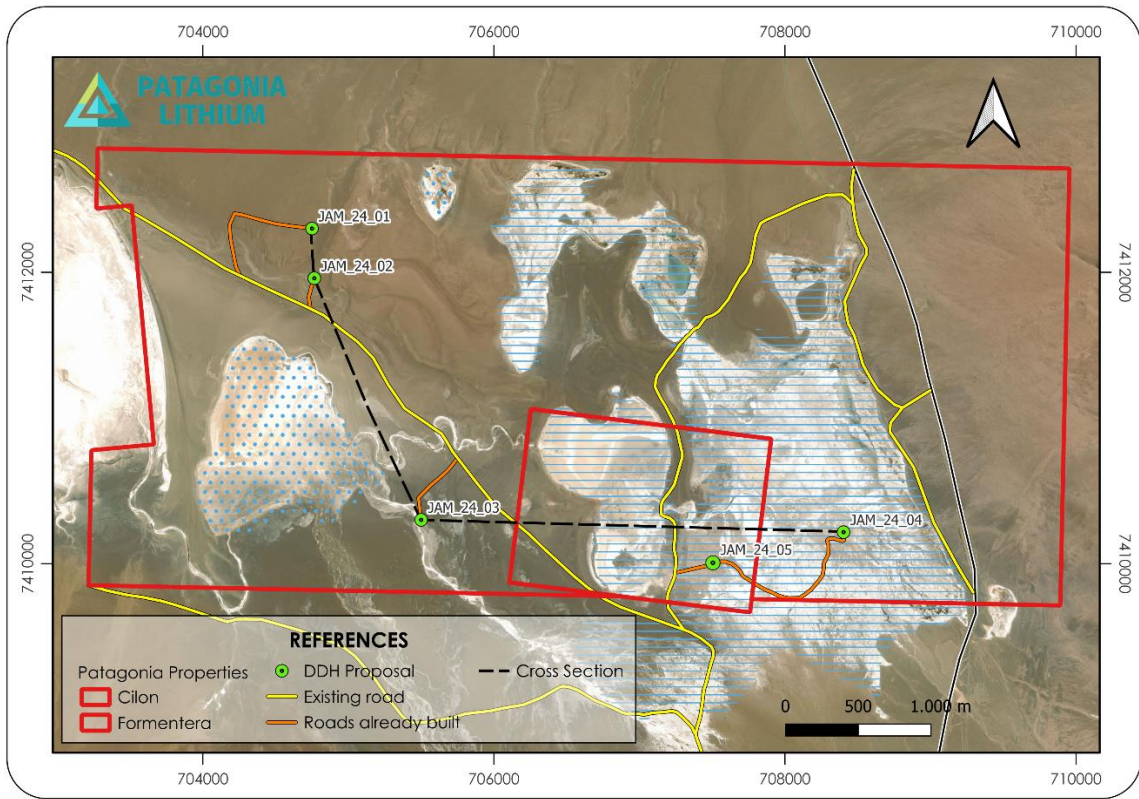 704000 706000 708000 710000
PATAGONIA
LITHIUM
JAM_24_01
JAM_24_02
7412000 7412000
JAM_24_03
JAM_24_04
JAM_24_05
7410000 7410000
REFERENCES
Patagonia Properties
Cilon
Formentera
DDH Proposal
Existing road
Roads already built
Cross Section
0 500 1.000 m
704000 706000 708000 710000